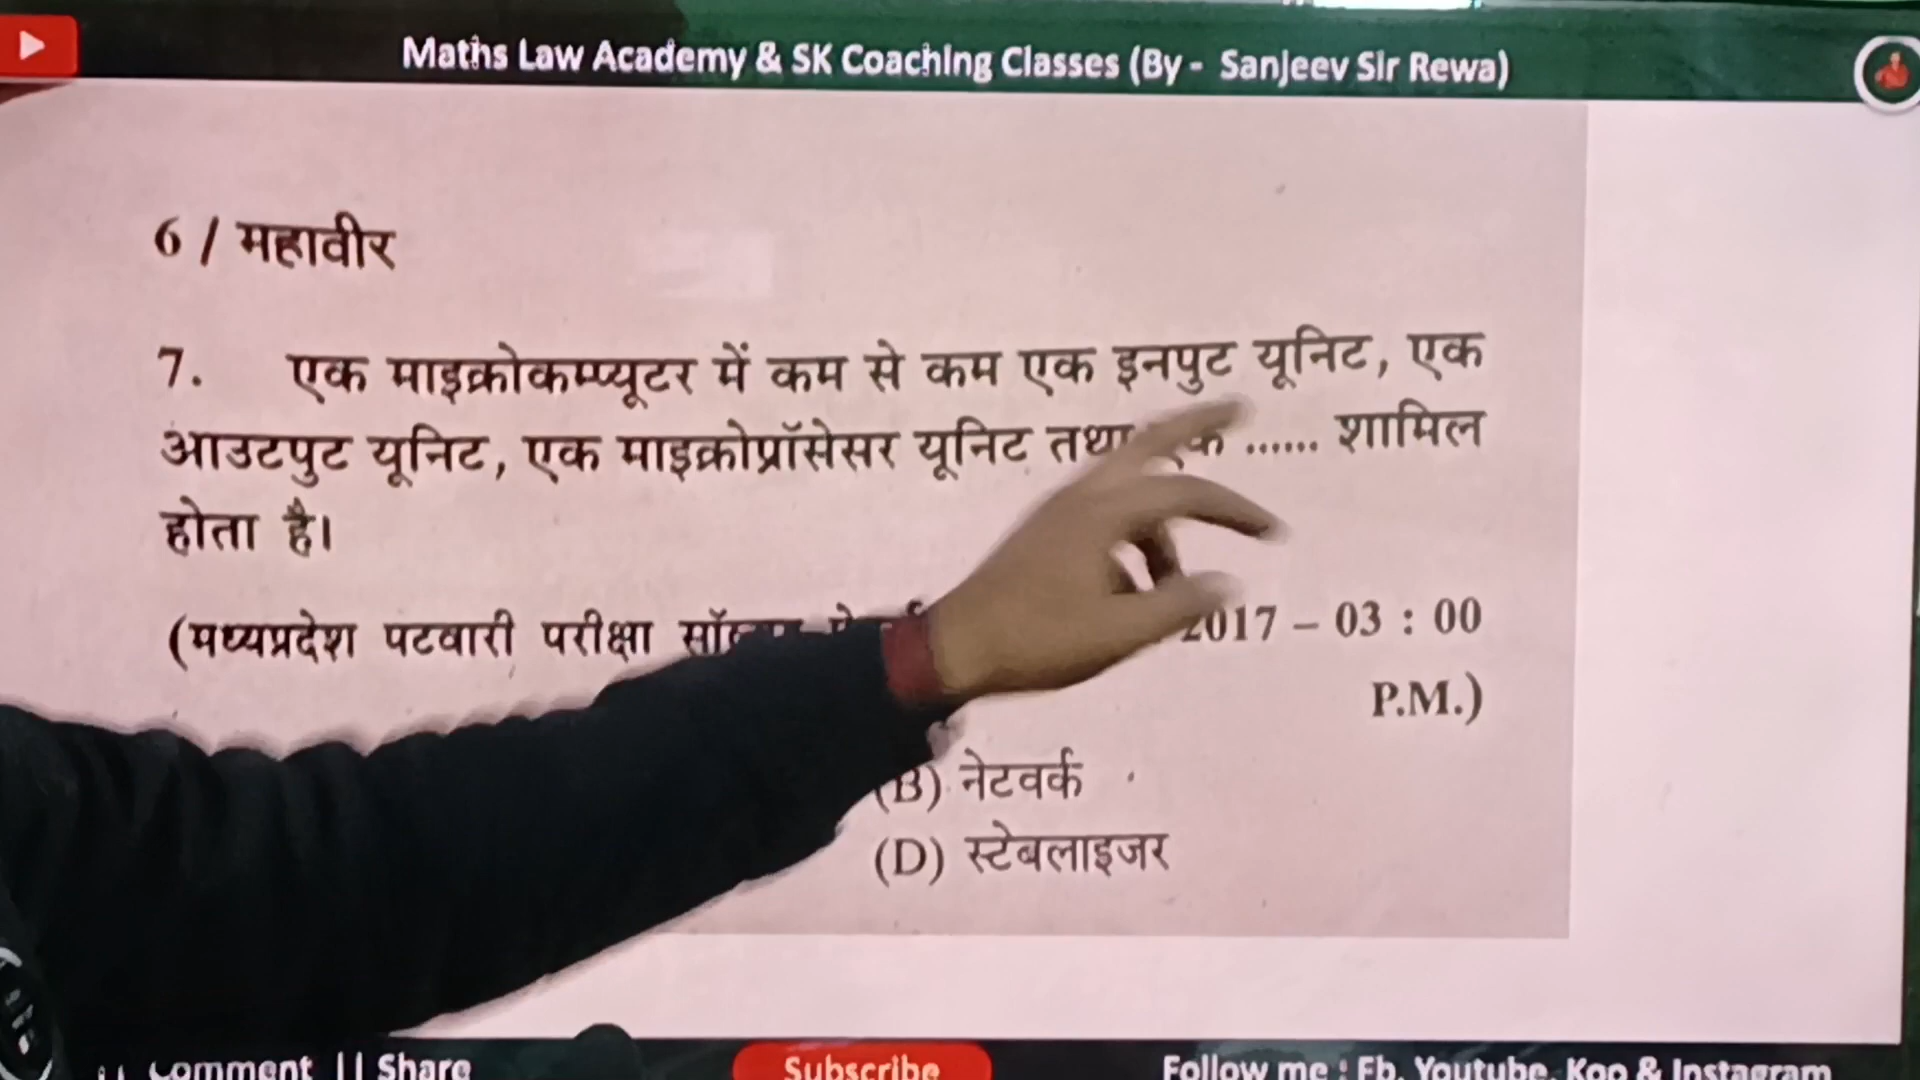 Maths Law Academy & SK Coaching Classes (By - Sanjeev Sir Rewa)
6 / महावीर
7. एक माइक्रोकम्प्यूटर में कम से कम एक इनपुट यूनिट, एक
आउटपुट यूनिट, एक माइक्रोप्रॉसेसर यूनिट तथा एक ...... शामिल
होता है।
(मध्यप्रदेश पटवारी परीक्षा 2017 – 03 : 00
P.M.)
(B) नेटवर्क
(D) स्टेबलाइजर
Comment || Share Subscribe Follow me : Fb, Youtube, Koo & Instagram